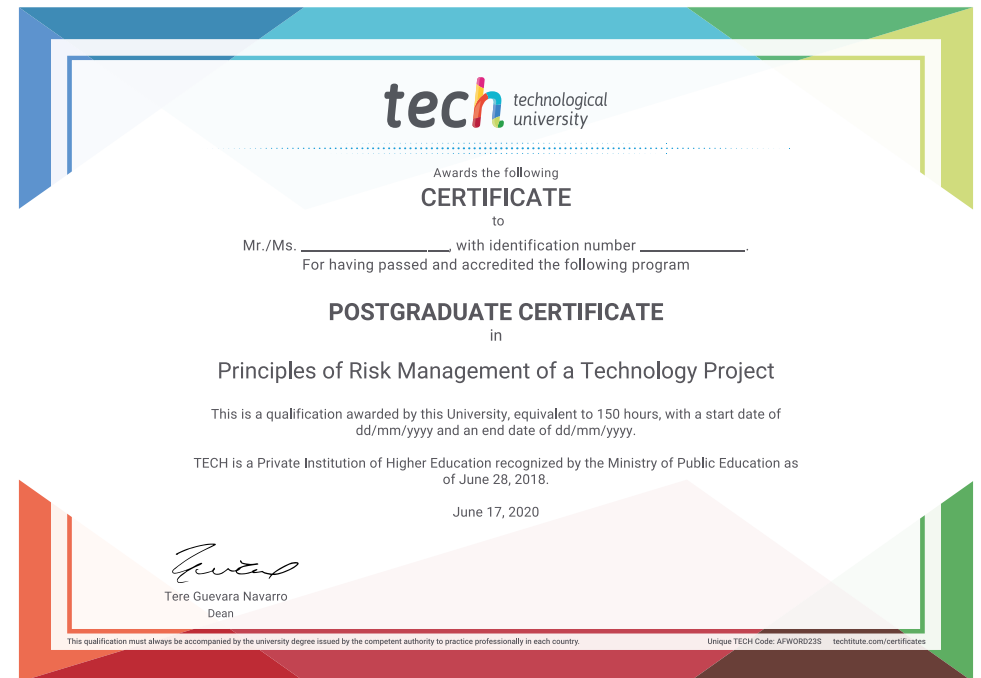 tech technological
university
Awards the following
CERTIFICATE
to
Mr./Ms. ____________________, with identification number ______________.
For having passed and accredited the following program
POSTGRADUATE CERTIFICATE
in
Principles of Risk Management of a Technology Project
This is a qualification awarded by this University, equivalent to 150 hours, with a start date of
dd/mm/yyyy and an end date of dd/mm/yyyy.
TECH is a Private Institution of Higher Education recognized by the Ministry of Public Education as
of June 28, 2018.
June 17, 2020
Tere Guevara Navarro
Dean
This qualification must always be accompanied by the university degree issued by the competent authority to practice professionally in each country.
Unique TECH Code: AFWORD23S techtitute.com/certificates